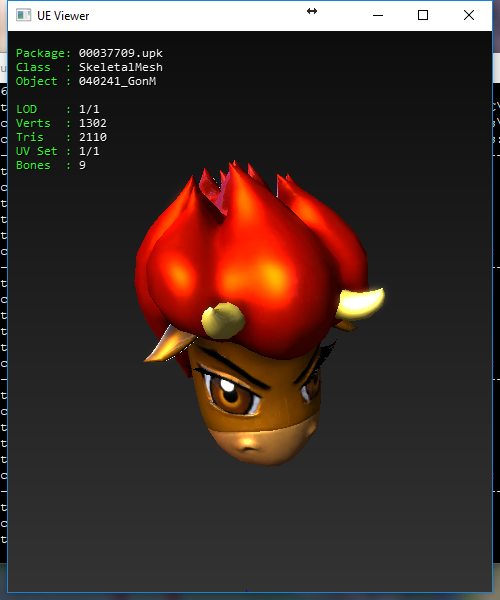 UE Viewer
Package: 00037709.upk
Class : SkeletalMesh
Object : 040241_GonM
LOD : 1/1
Verts : 1302
Tris : 2110
UV Set : 1/1
Bones : 9